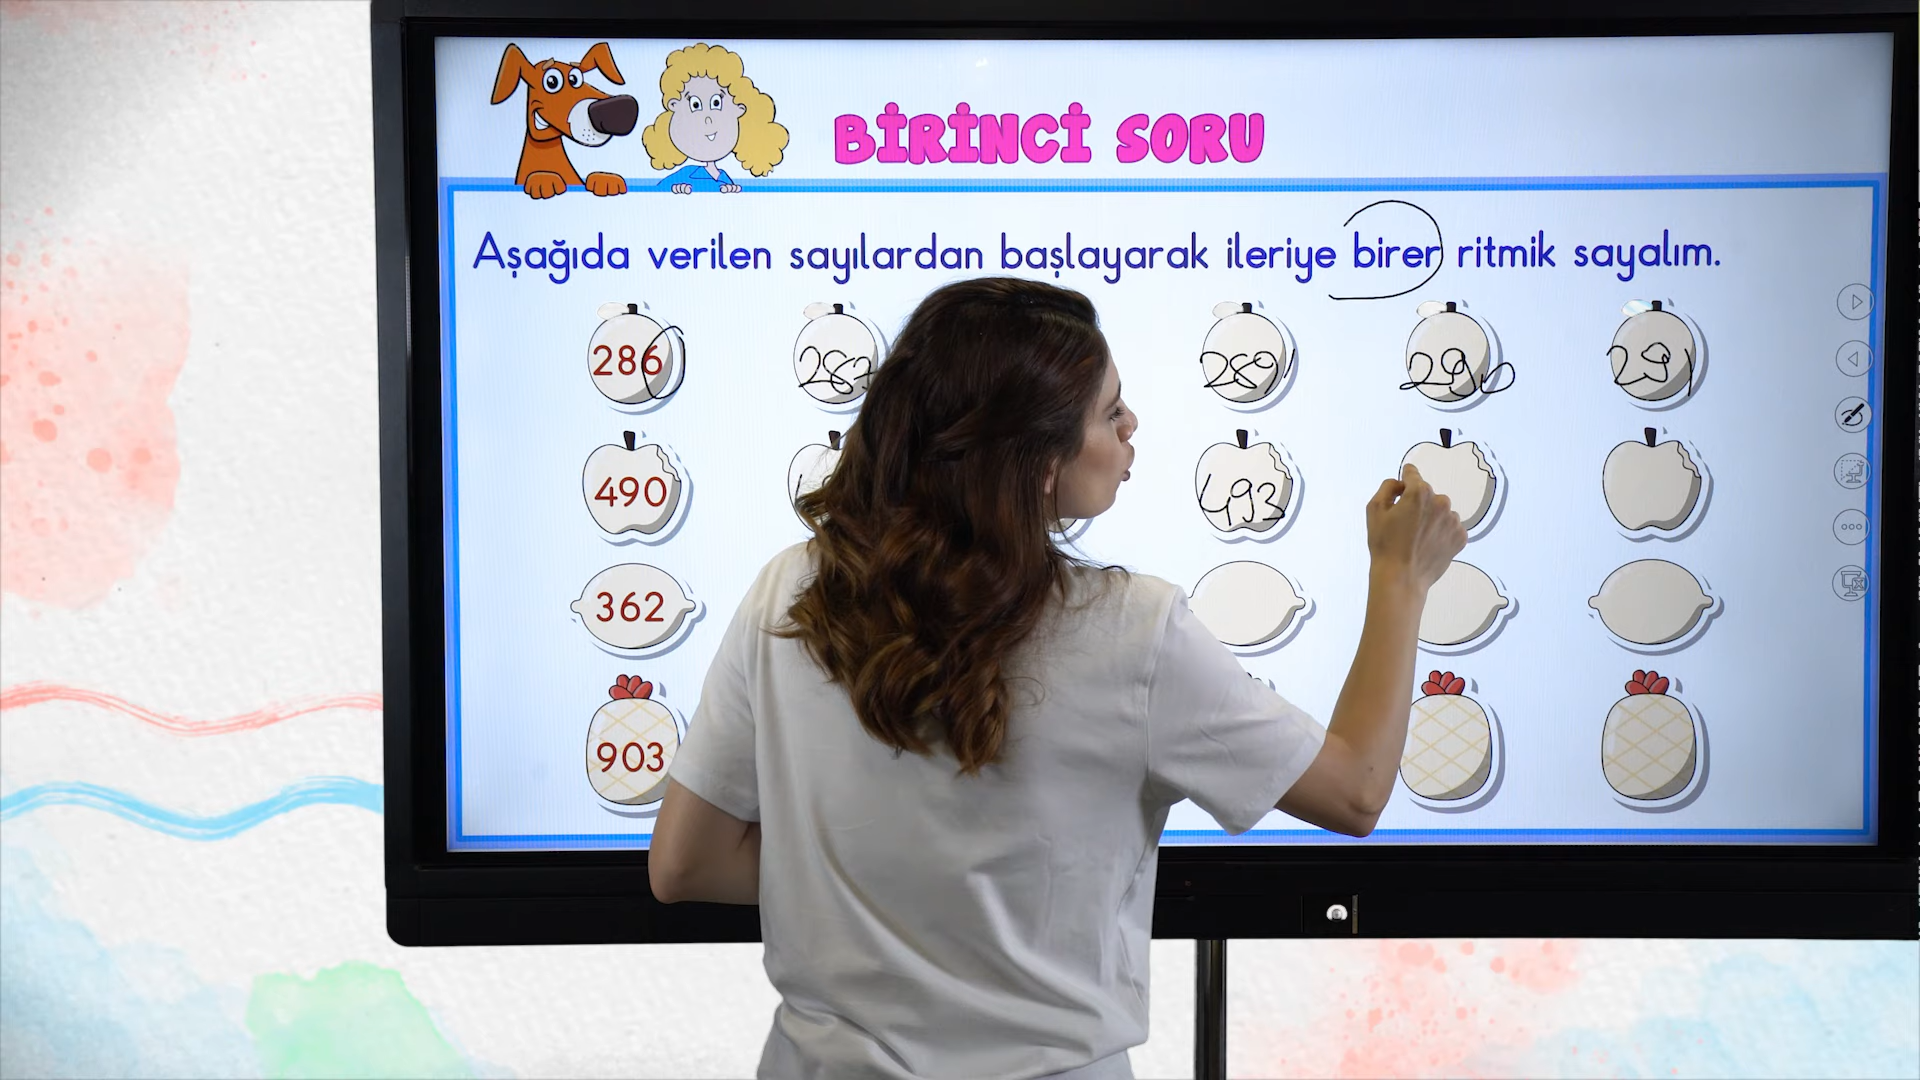 BİRİNCİ SORU
Aşağıda verilen sayılardan başlayarak ileriye birer ritmik sayalım.
286 287 289 290 291
490 493
362
903